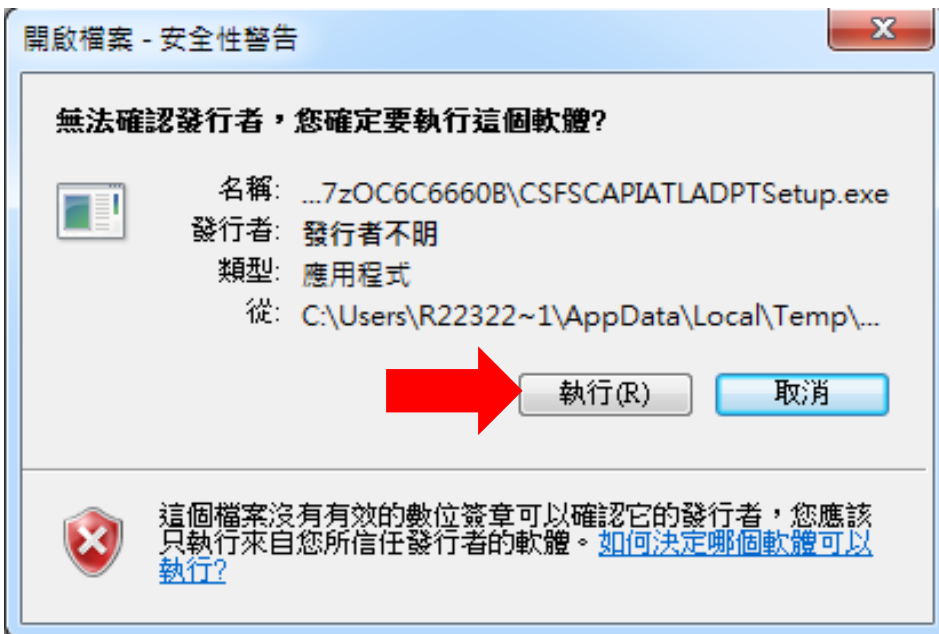 開啟檔案 - 安全性警告
無法確認發行者，您確定要執行這個軟體?
名稱: ...7zOC6C6660B\CSFSCAPIATLADPTSetup.exe
發行者: 發行者不明
類型: 應用程式
從: C:\Users\R22322~1\AppData\Local\Temp\...
執行(R) 取消
這個檔案沒有有效的數位簽章可以確認它的發行者，您應該
只執行來自您所信任發行者的軟體。如何決定哪個軟體可以
執行?